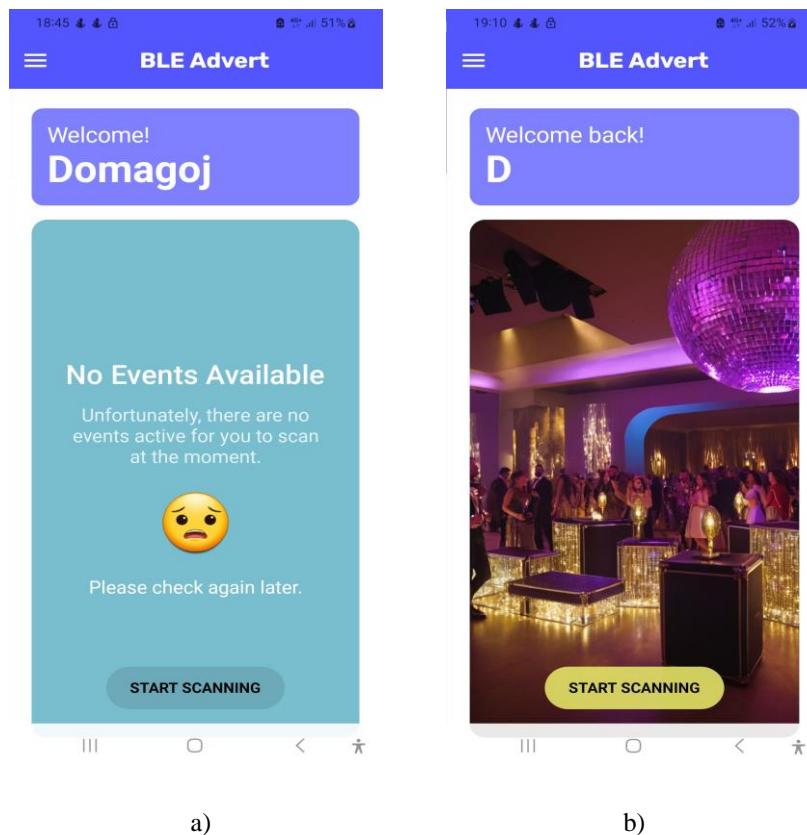 18:45
51%
BLE Advert
Welcome!
Domagoj
No Events Available
Unfortunately, there are no
events active for you to scan
at the moment.
Please check again later.
START SCANNING
a)
19:10
52%
BLE Advert
Welcome back!
D
START SCANNING
b)